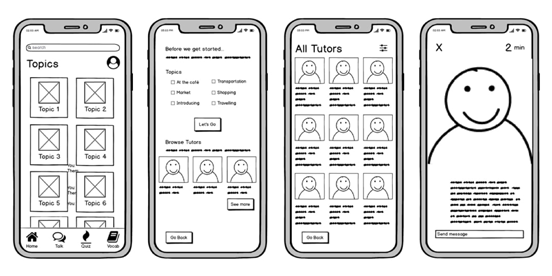 search
Topics
Topic 1
Topic 2
Topic 3
Topic 4
Topic 5
Topic 6
Home
Talk
Quiz
Vocab
Before we get started..
Topics
At the café
Transportation
Market
Shopping
Introducing
Travelling
Let's Go
Browse Tutors
See more
Go Back
All Tutors
Go Back
X
2 min
Send message